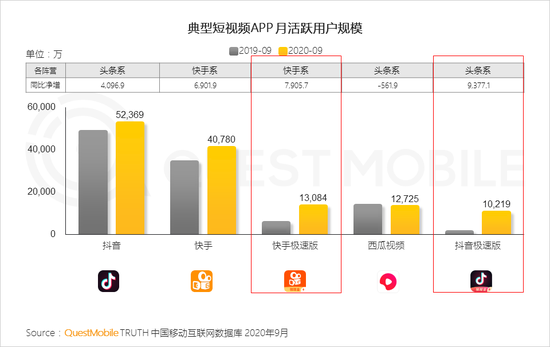 典型短视频APP 月活跃用户规模
单位：万
2019-09 2020-09
各阵营 头条系 快手系 快手系 头条系 头条系
同比净增 4,096.9 6,901.9 7,905.7 -561.9 9,377.1
60,000
52,369
40,780
40,000
QUEST MOBILE
20,000
13,084
12,725
10,219
0
抖音 快手 快手极速版 西瓜视频 抖音极速版
Source：QuestMobile TRUTH 中国移动互联网数据库 2020年9月